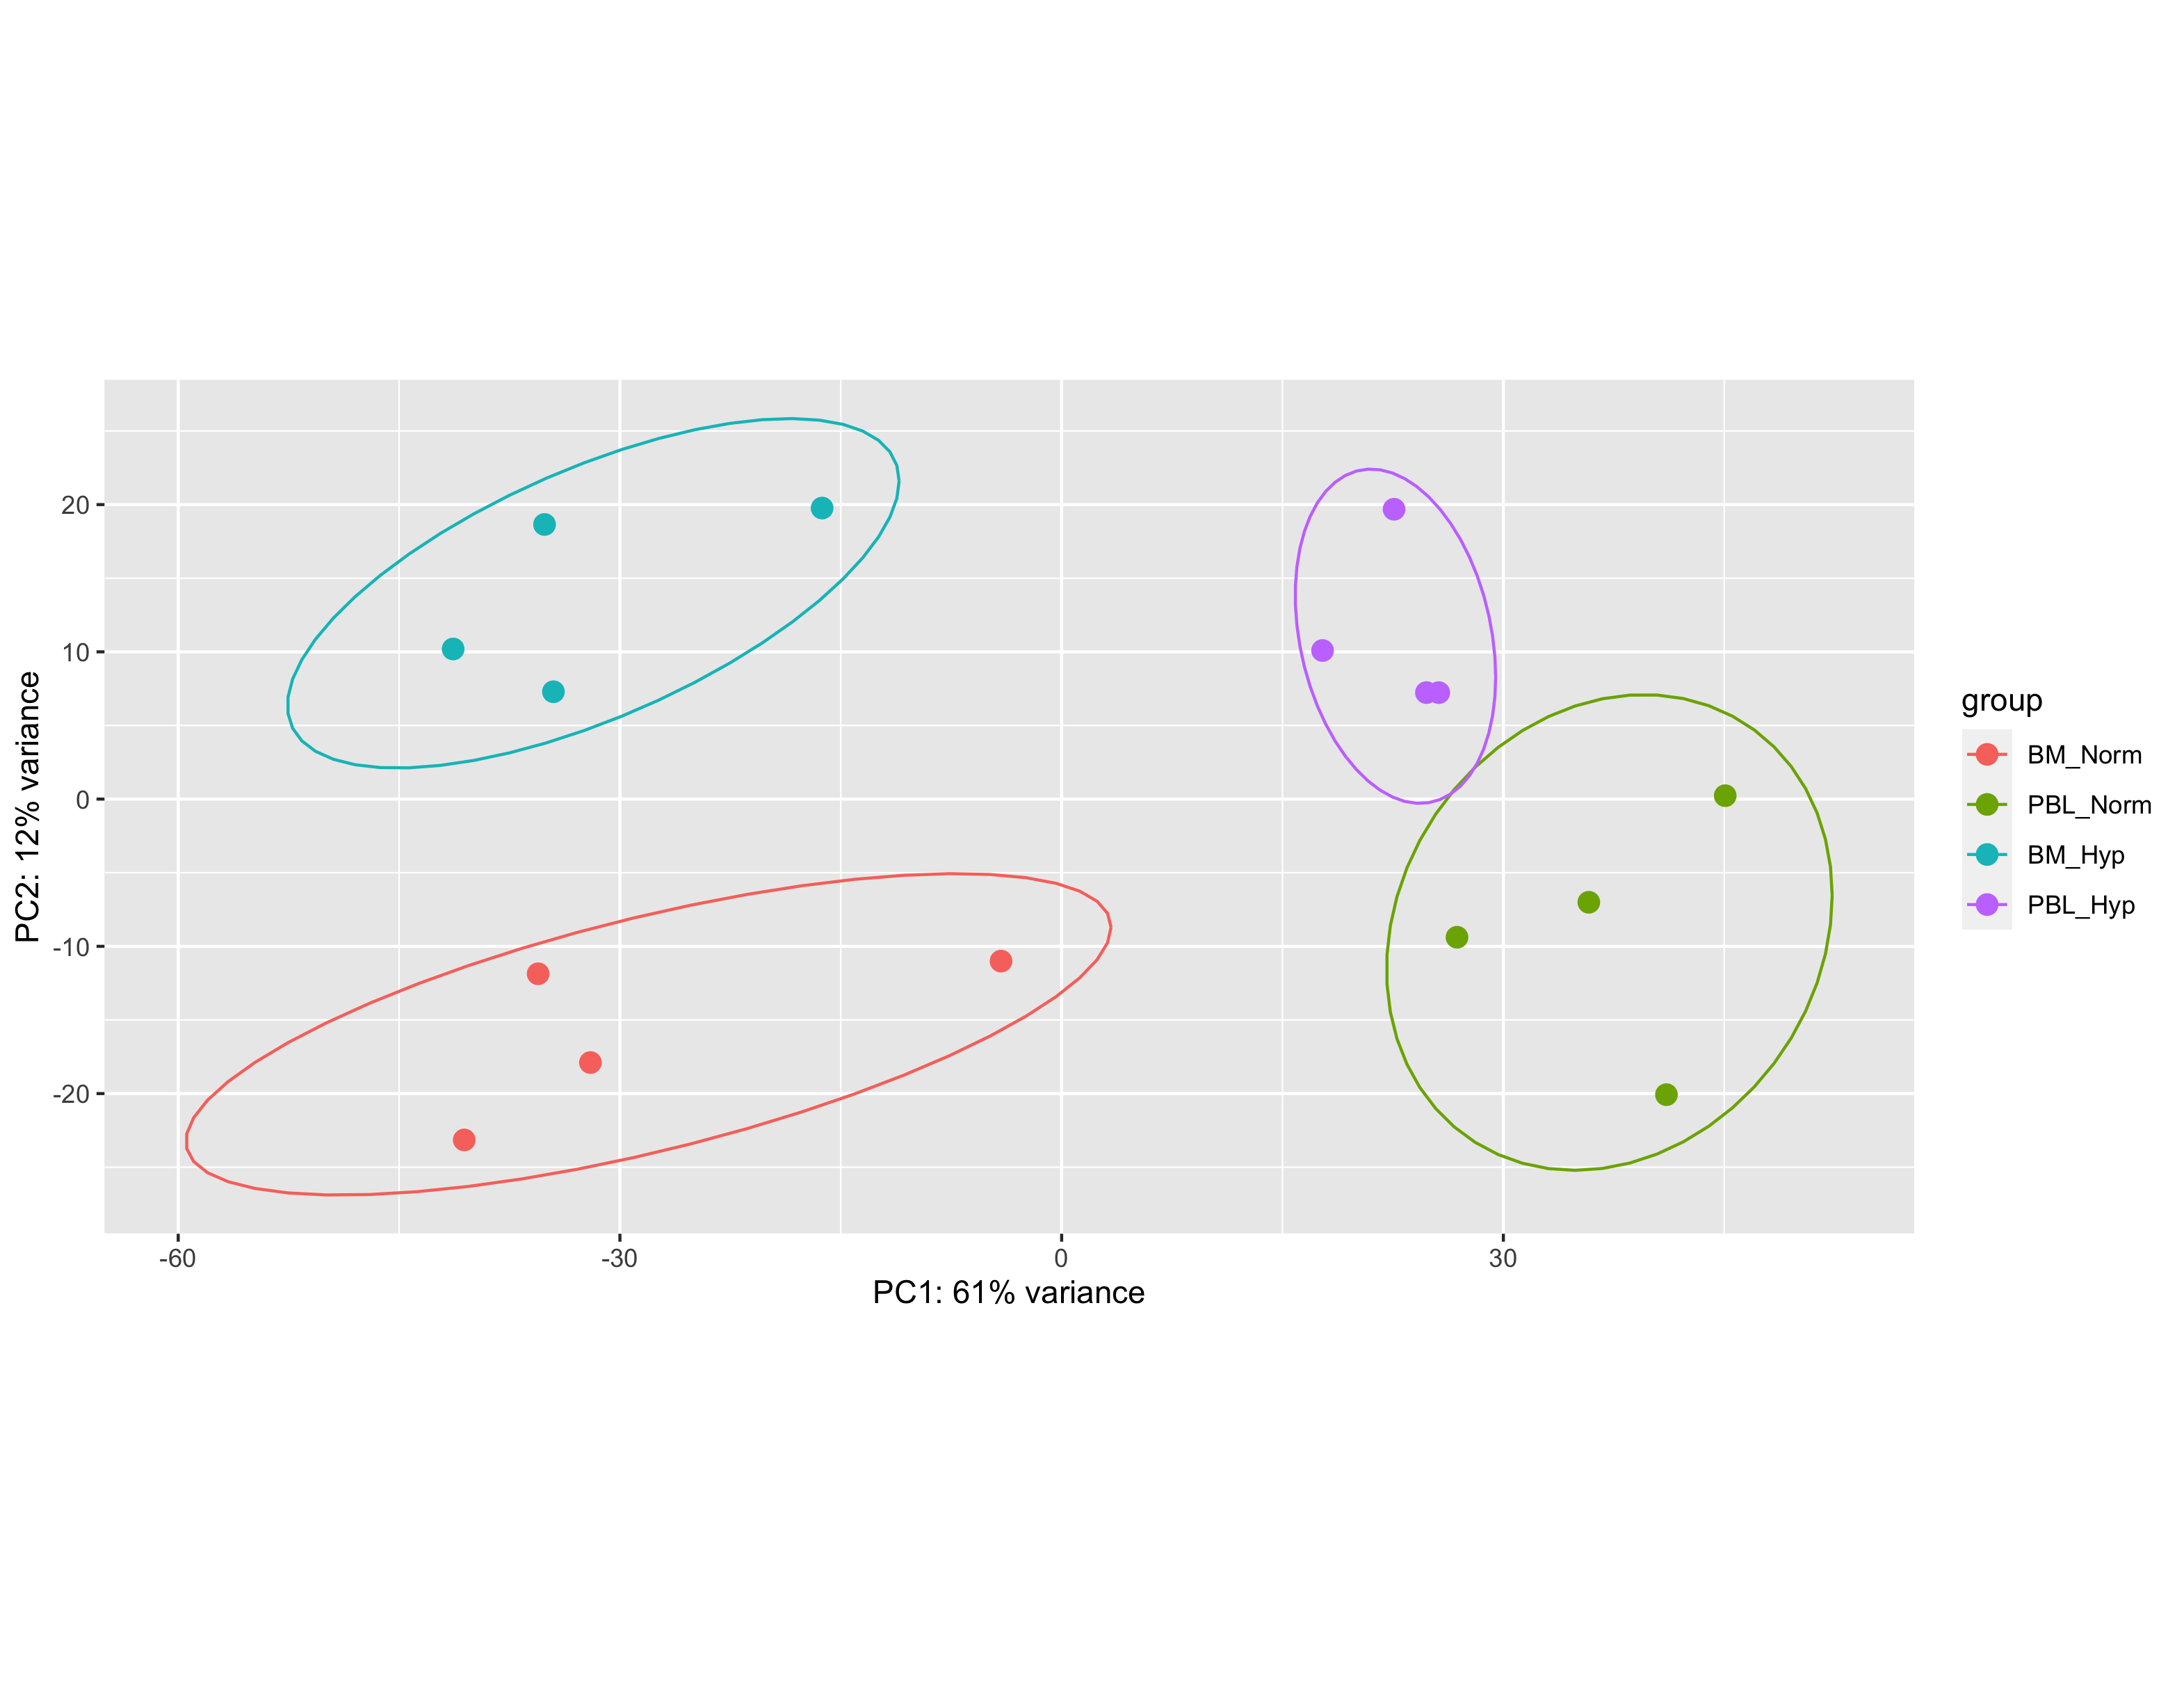 20
10
0
-10
-20
PC2: 12% variance
-60
-30
0
30
PC1: 61% variance
group
BM_Norm
PBL_Norm
BM_Hyp
PBL_Hyp